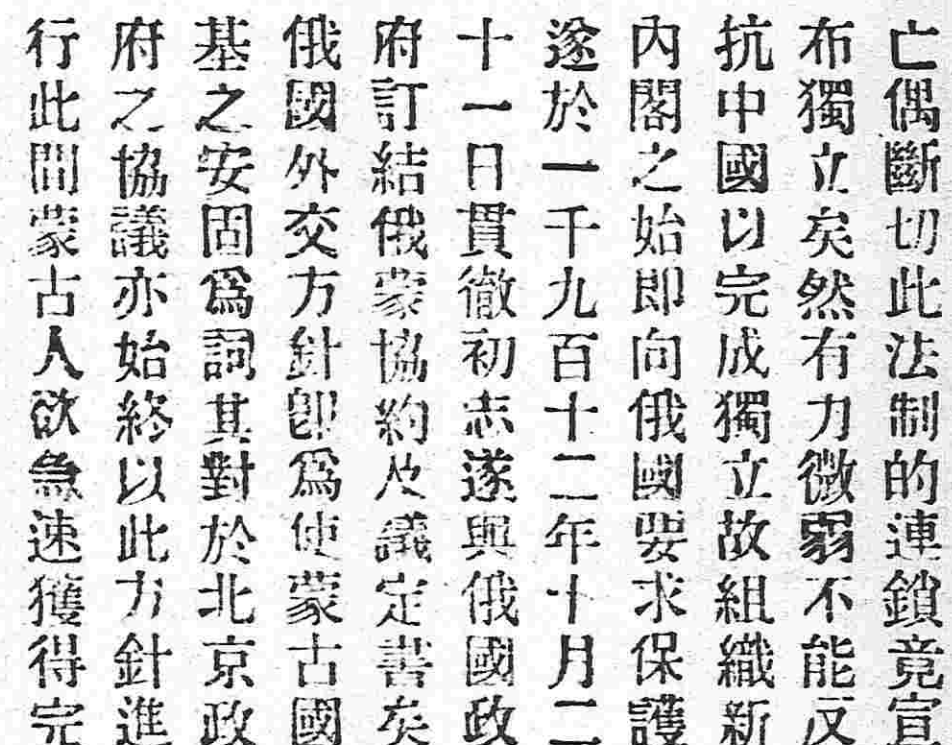 亡偶斷切此法制的連鎖竟宣
布獨立矣然有力微弱不能反
抗中國以完成獨立故組織新
內閣之始即向俄國要求保護
遂於一千九百十二年十月二
十一日貫徹初志遂與俄國政
府訂結俄蒙協約及議定書矣
俄國外交方針卽爲使蒙古國
基之安固爲詞其對於北京政
府之協議亦始終以此方針進
行此間蒙古人欲急速獲得完